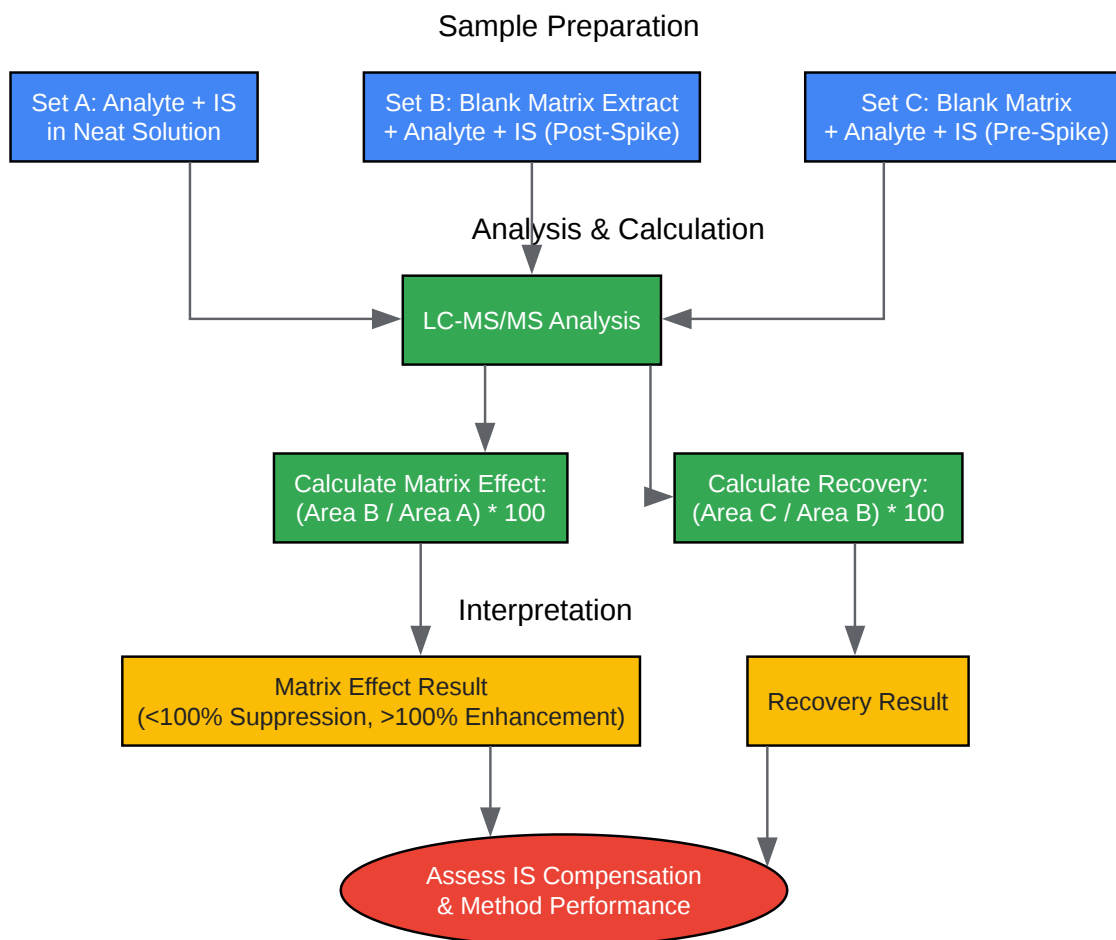 Sample Preparation
Set A: Analyte + IS
in Neat Solution
Set B: Blank Matrix Extract
+ Analyte + IS (Post-Spike)
Set C: Blank Matrix
+ Analyte + IS (Pre-Spike)
Analysis & Calculation
LC-MS/MS Analysis
Calculate Matrix Effect:
(Area B / Area A) * 100
Calculate Recovery:
(Area C / Area B) * 100
Interpretation
Matrix Effect Result
(<100% Suppression, >100% Enhancement)
Recovery Result
Assess IS Compensation
& Method Performance